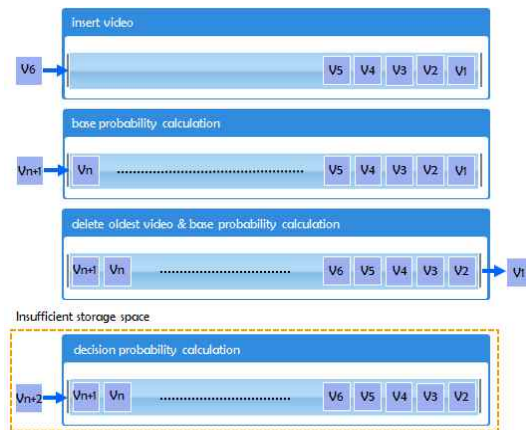 insert video
V6 V5 V4 V3 V2 V1
base probability calculation
Vn+1 Vn ........................................ V5 V4 V3 V2 V1
delete oldest video & base probability calculation
Vn+1 Vn ............................ V6 V5 V4 V3 V2 V1
Insufficient storage space
decision probability calculation
Vn+2 Vn+1 Vn ............................ V6 V5 V4 V3 V2